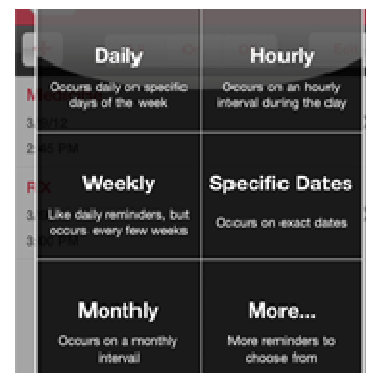 Daily
Occurs daily on specific
days of the week
Hourly
Occurs on an hourly
interval during the day
Weekly
Like daily reminders, but
occurs every few weeks
Specific Dates
Occurs on exact dates
Monthly
Occurs on a monthly
interval
More...
More reminders to
choose from